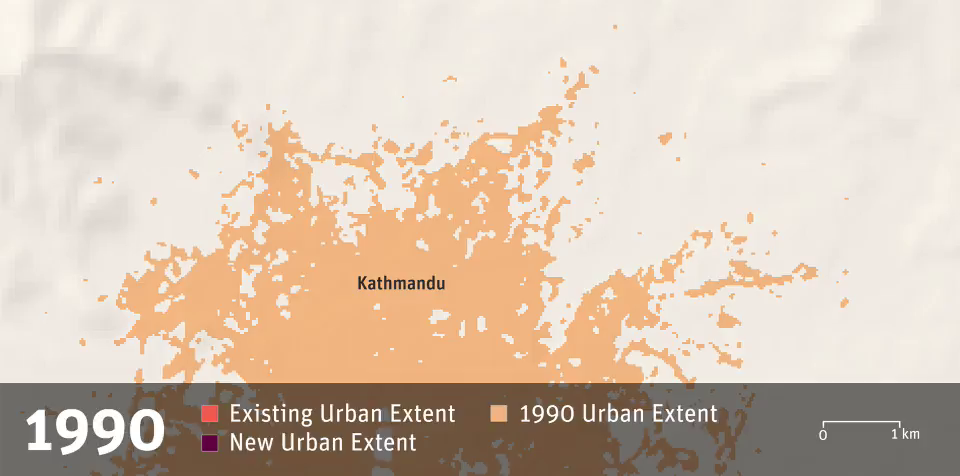 Kathmandu
1990
Existing Urban Extent
1990 Urban Extent
New Urban Extent
0
1 km